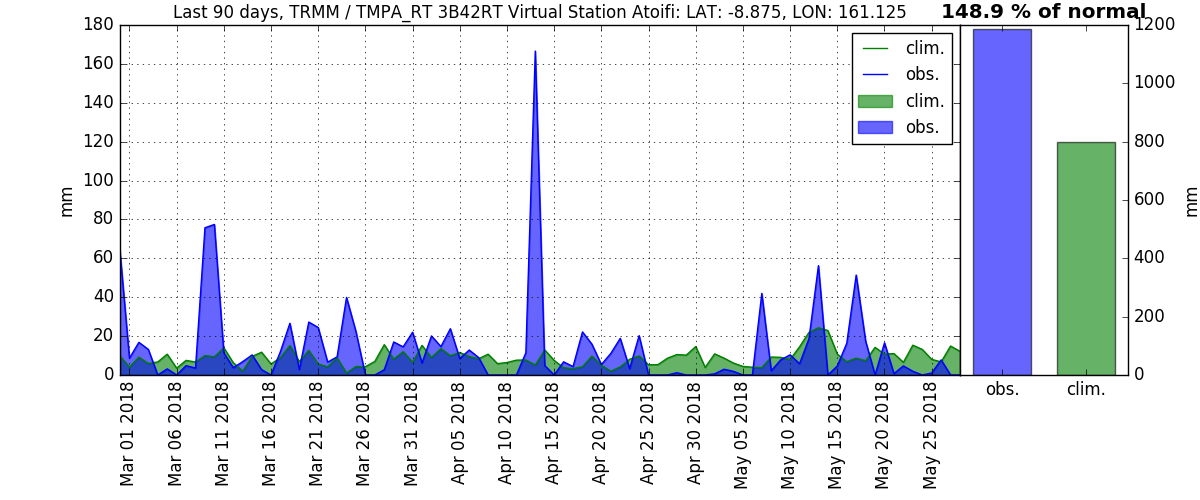 Last 90 days, TRMM / TMPA_RT 3B42RT Virtual Station Atoifi: LAT: -8.875, LON: 161.125
148.9 % of normal
180
160
140
120
100
80
60
40
20
0
mm
clim.
obs.
clim.
obs.
1200
1000
800
600
400
200
0
mm
Mar 01 2018
Mar 06 2018
Mar 11 2018
Mar 16 2018
Mar 21 2018
Mar 26 2018
Mar 31 2018
Apr 05 2018
Apr 10 2018
Apr 15 2018
Apr 20 2018
Apr 25 2018
Apr 30 2018
May 05 2018
May 10 2018
May 15 2018
May 20 2018
May 25 2018
obs.
clim.